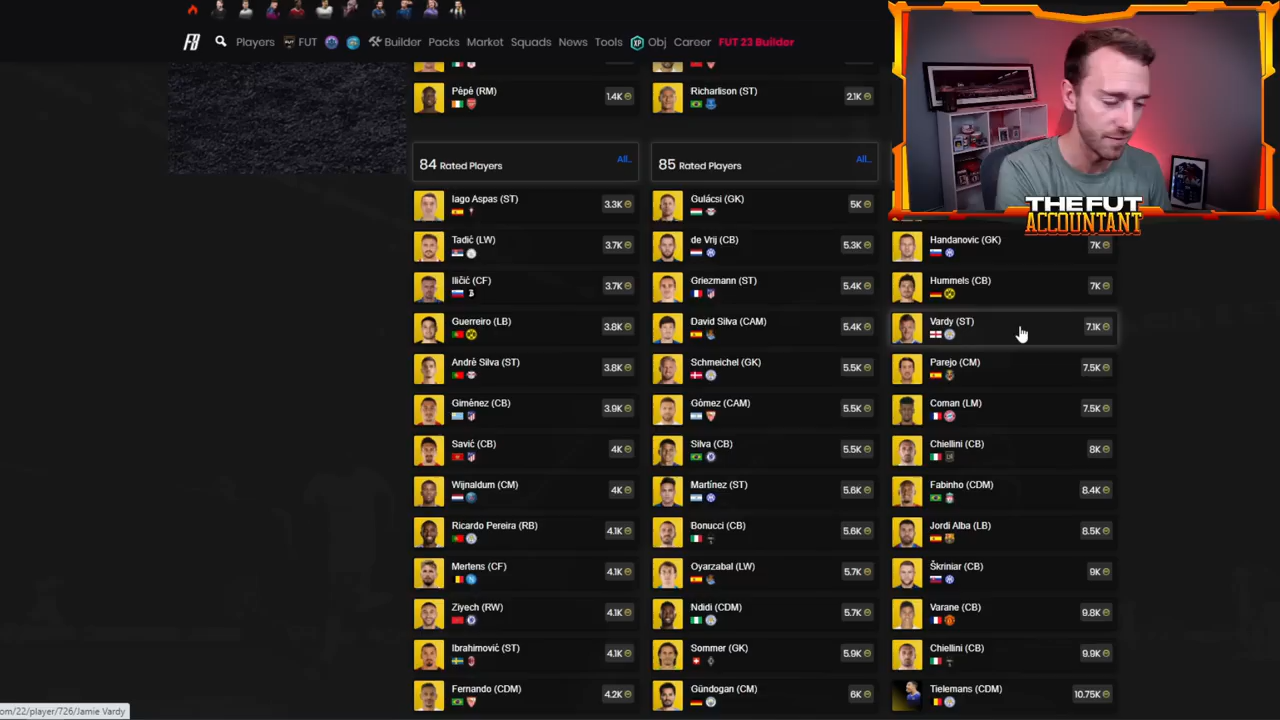 FB Players FUT Builder Packs Market Squads News Tools XP Obj Career FUT 23 Builder
Pépé (RM) 1.4K
Richarlison (ST) 2.1K
84 Rated Players All..
Iago Aspas (ST) 3.3K
Tadić (LW) 3.7K
Iličić (CF) 3.7K
Guerreiro (LB) 3.8K
André Silva (ST) 3.8K
Giménez (CB) 3.9K
Savić (CB) 4K
Wijnaldum (CM) 4K
Ricardo Pereira (RB) 4.1K
Mertens (CF) 4.1K
Ziyech (RW) 4.1K
Ibrahimović (ST) 4.1K
Fernando (CDM) 4.2K
85 Rated Players All..
Gulácsi (GK) 5K
de Vrij (CB) 5.3K
Griezmann (ST) 5.4K
David Silva (CAM) 5.4K
Schmeichel (GK) 5.5K
Gómez (CAM) 5.5K
Silva (CB) 5.5K
Martínez (ST) 5.6K
Bonucci (CB) 5.6K
Oyarzabal (LW) 5.7K
Ndidi (CDM) 5.7K
Sommer (GK) 5.9K
Gündogan (CM) 6K
THE FUT
ACCOUNTANT
Handanovic (GK) 7K
Hummels (CB) 7K
Vardy (ST) 7.1K
Parejo (CM) 7.5K
Coman (LM) 7.5K
Chiellini (CB) 8K
Fabinho (CDM) 8.4K
Jordi Alba (LB) 8.5K
Škriniar (CB) 9K
Varane (CB) 9.8K
Chiellini (CB) 9.9K
Tielemans (CDM) 10.75K
om/22/player/726/Jamie Vardy